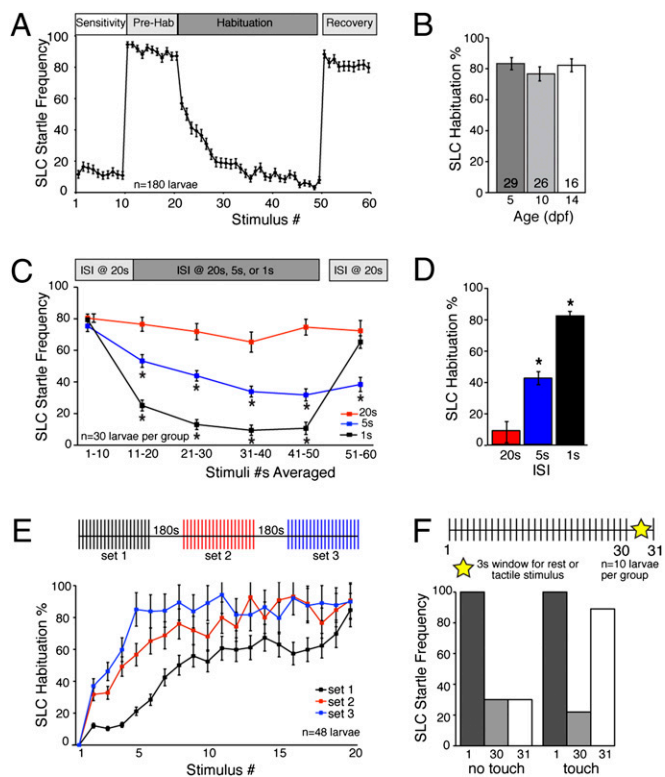 A
Sensitivity Pre-Hab Habituation Recovery
SLC Startle Frequency
100
80
60
40
20
0
n=180 larvae
1 10 20 30 40 50 60
Stimulus #
B
SLC Habituation %
100
80
60
40
20
0
29 26 16
5 10 14
Age (dpf)
C
ISI @ 20s ISI @ 20s, 5s, or 1s ISI @ 20s
SLC Startle Frequency
100
80
60
40
20
0
* * * * *
* * * *
20s
5s
1s
n=30 larvae per group
1-10 11-20 21-30 31-40 41-50 51-60
Stimuli #s Averaged
D
SLC Habituation %
100
80
60
40
20
0
* *
20s 5s 1s
ISI
E
180s 180s
set 1 set 2 set 3
SLC Habituation %
100
80
60
40
20
0
set 1
set 2
set 3
n=48 larvae
1 5 10 15 20
Stimulus #
F
1 30 31
3s window for rest or
tactile stimulus
n=10 larvae
per group
SLC Startle Frequency
100
80
60
40
20
0
1 30 31 1 30 31
no touch touch